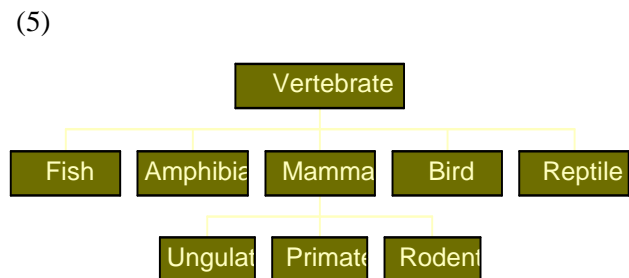 (5)
Vertebrate
Fish Amphibia Mamma Bird Reptile
Ungulat Primate Rodent